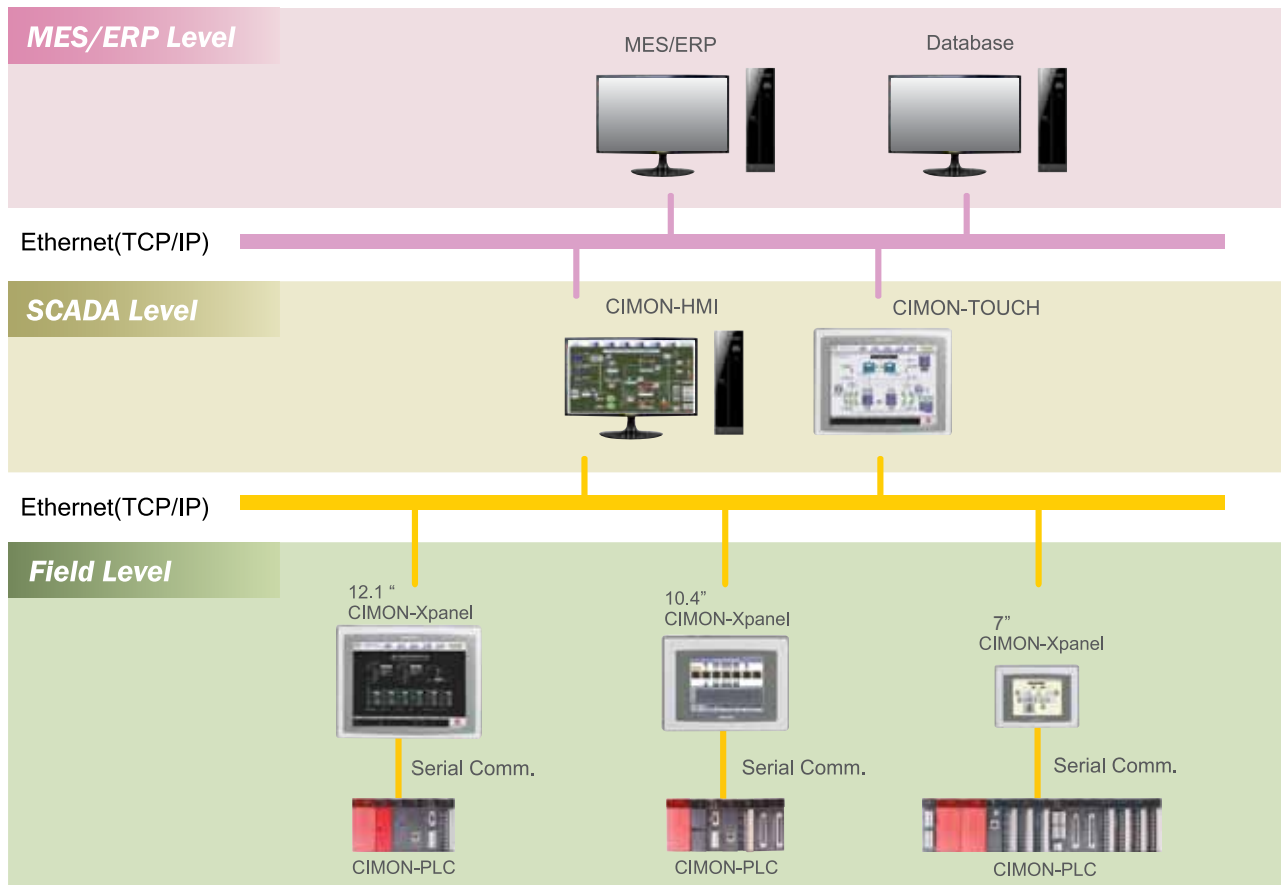 MES/ERP Level
MES/ERP
Database
Ethernet(TCP/IP)
SCADA Level
CIMON-HMI
CIMON-TOUCH
Ethernet(TCP/IP)
Field Level
12.1 “
CIMON-Xpanel
10.4”
CIMON-Xpanel
7”
CIMON-Xpanel
Serial Comm.
Serial Comm.
Serial Comm.
CIMON-PLC
CIMON-PLC
CIMON-PLC